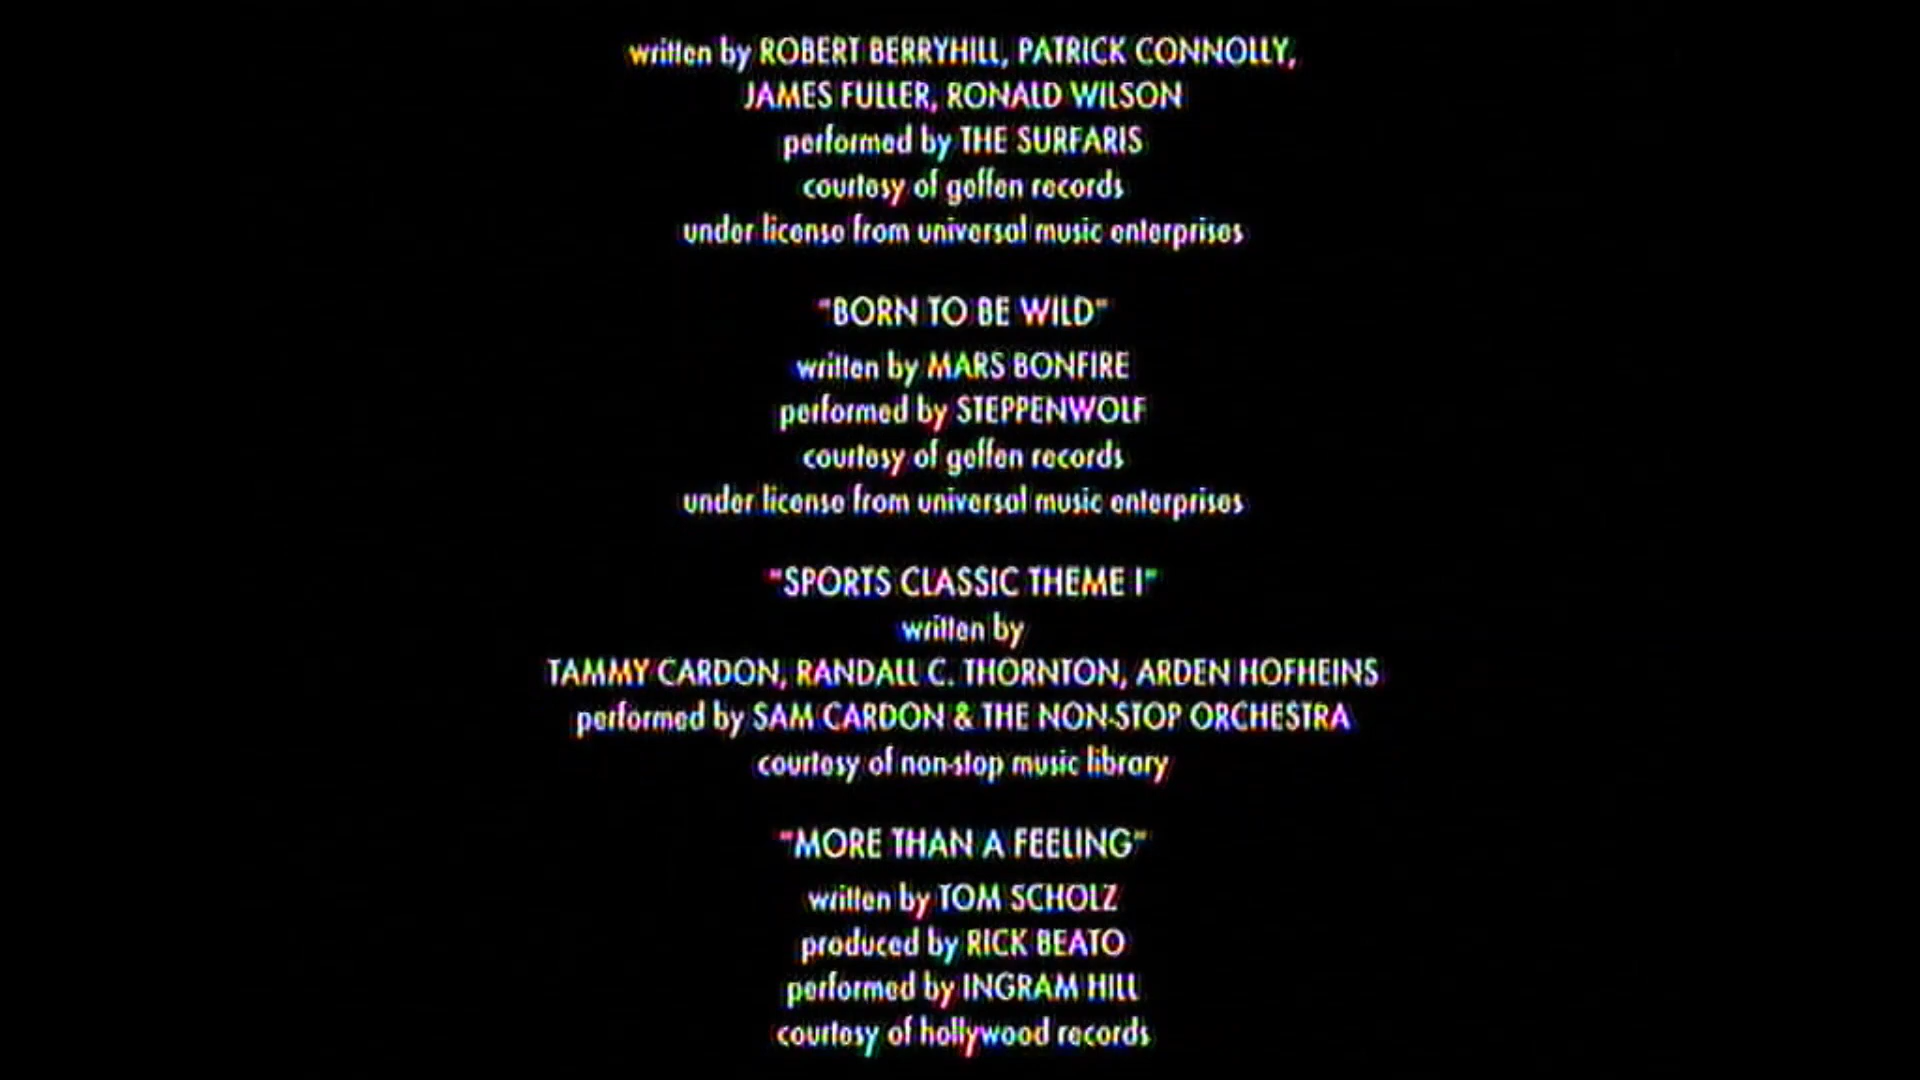 written by ROBERT BERRYHILL, PATRICK CONNOLLY,
JAMES FULLER, RONALD WILSON
performed by THE SURFARIS
courtesy of geffen records
under license from universal music enterprises
"BORN TO BE WILD"
written by MARS BONFIRE
performed by STEPPENWOLF
courtesy of geffen records
under license from universal music enterprises
"SPORTS CLASSIC THEME I"
written by
TAMMY CARDON, RANDALL C. THORNTON, ARDEN HOFHEINS
performed by SAM CARDON & THE NON-STOP ORCHESTRA
courtesy of non-stop music library
"MORE THAN A FEELING"
written by TOM SCHOLZ
produced by RICK BEATO
performed by INGRAM HILL
courtesy of hollywood records